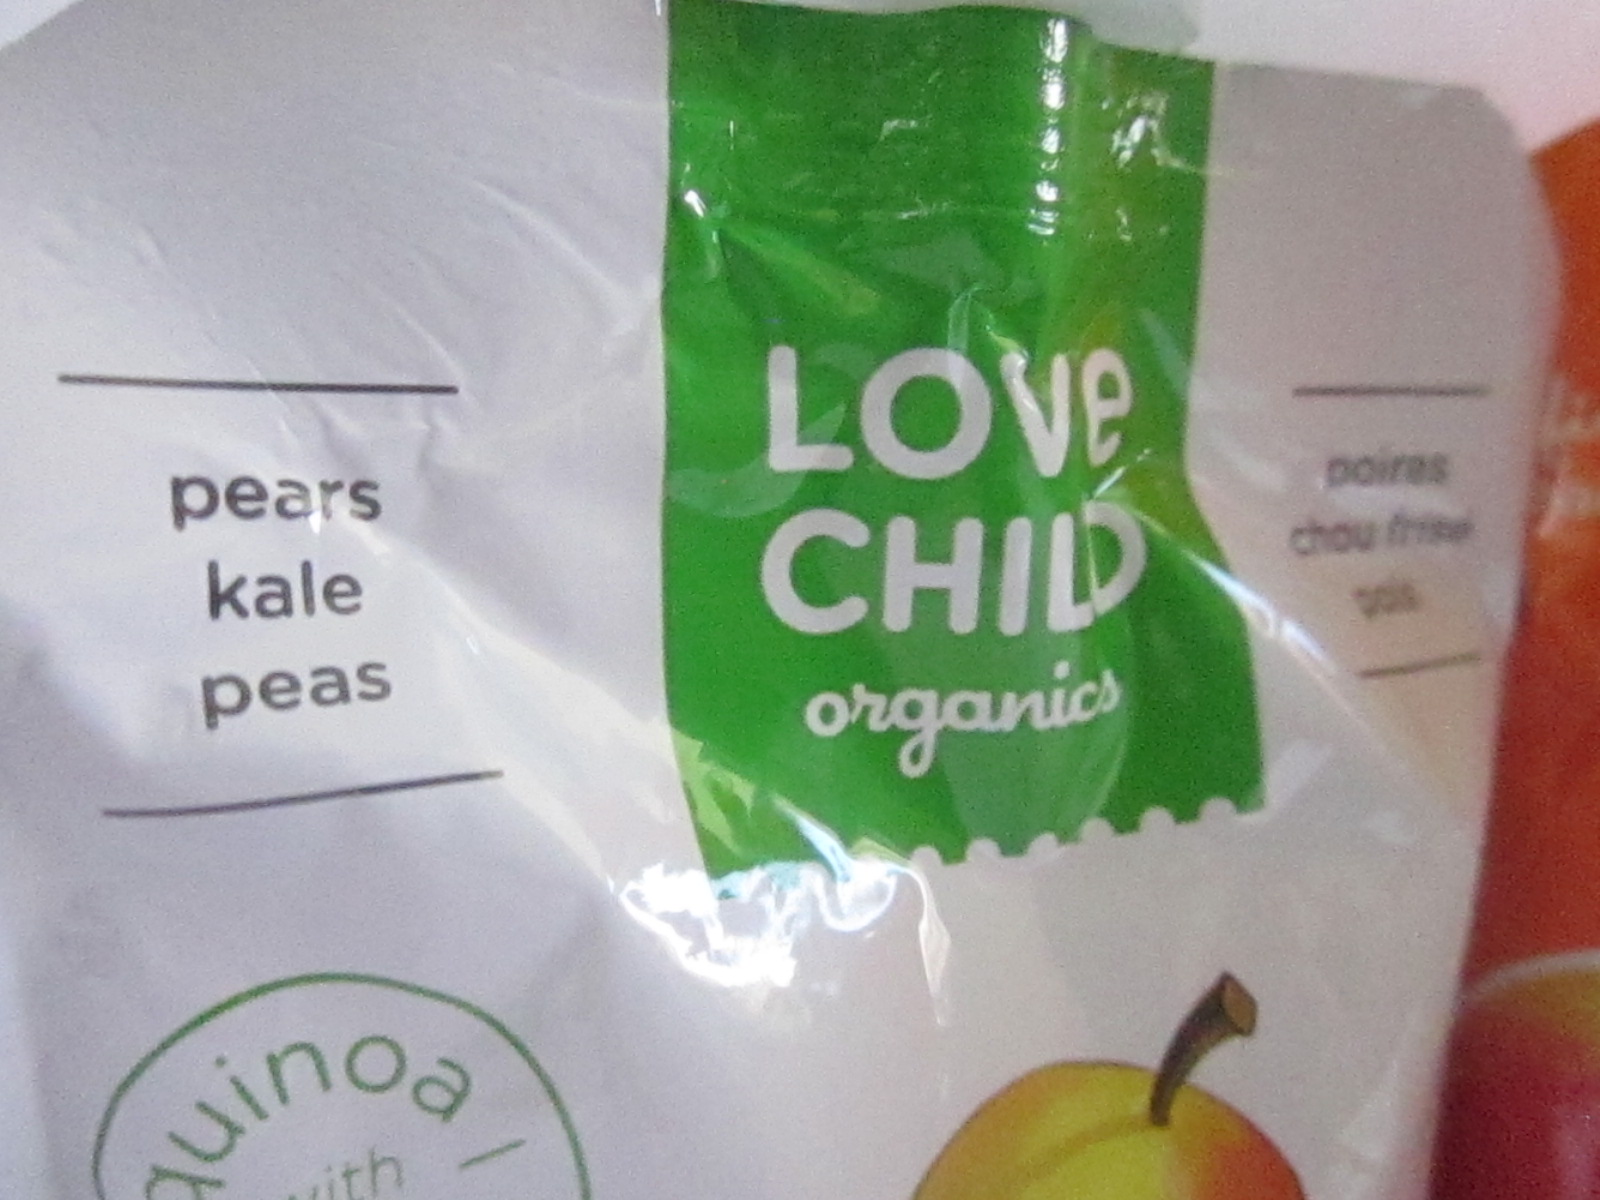 pears
kale
peas
LOVe
CHILD
organics
poires
chou frisé
pois
quinoa
with